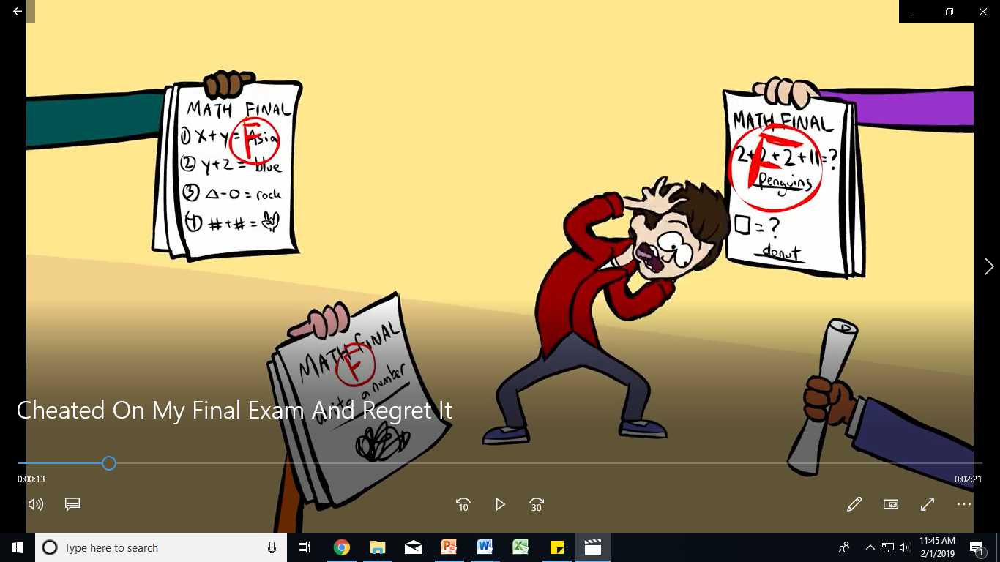 MATH FINAL
F
① X+Y= Asia
② Y+Z= blue
③ △-O=rock
④ #+#=
MATH FINAL
F
2+2+2+11=?
Penguins
□=?
donut
MATH FINAL
F
write a number
D
Cheated On My Final Exam And Regret It
0:00:13
0:02:21
10
30
Type here to search
11:45 AM
2/1/2019
1